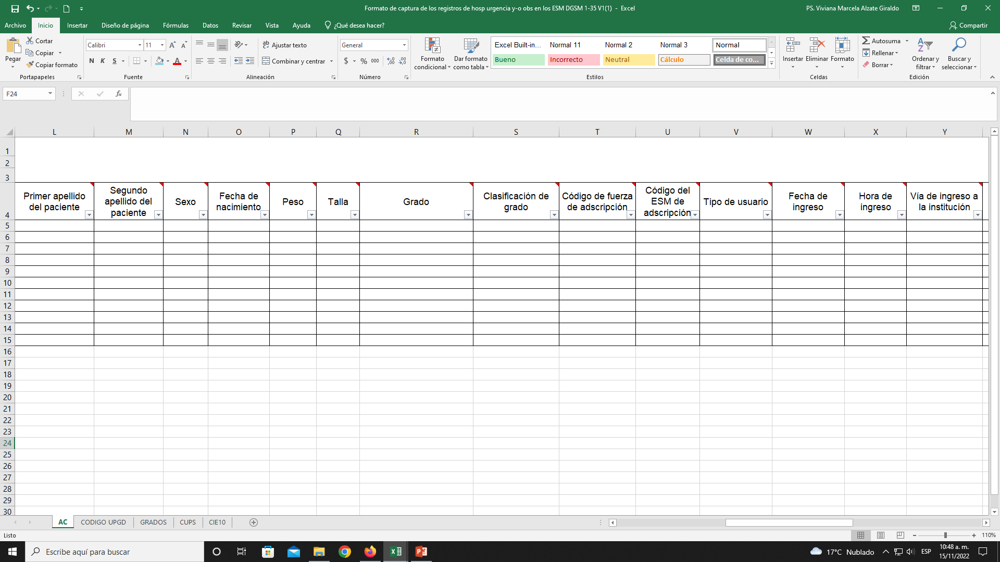 Formato de captura de los registros de hosp urgencia y-o obs en los ESM DGSM 1-35 V1(1) - Excel
PS. Viviana Marcela Alzate Giraldo
Archivo Inicio Insertar Diseño de página Fórmulas Datos Revisar Vista Ayuda ¿Qué desea hacer? Compartir
Pegar
Cortar
Copiar
Copiar formato
Portapapeles
Calibri 11
N K S
Fuente
Ajustar texto
Combinar y centrar
Alineación
General
$ % 000
Número
Formato
condicional
Dar formato
como tabla
Excel Built-in... Normal 11 Normal 2 Normal 3 Normal
Bueno Incorrecto Neutral Cálculo Celda de co...
Estilos
Insertar Eliminar Formato
Celdas
Autosuma
Rellenar
Borrar
Ordenar y
filtrar
Buscar y
seleccionar
Edición
F24
fx
L M N O P Q R S T U V W X Y
1
2
3
4
Primer apellido
del paciente
Segundo
apellido del
paciente
Sexo
Fecha de
nacimiento
Peso
Talla
Grado
Clasificación de
grado
Código de fuerza
de adscripción
Código del
ESM de
adscripción
Tipo de usuario
Fecha de
ingreso
Hora de
ingreso
Vía de ingreso a
la institución
5
6
7
8
9
10
11
12
13
14
15
16
17
18
19
20
21
22
23
24
25
26
27
28
29
30
AC CODIGO UPGD GRADOS CUPS CIE10
Listo
110%
Escribe aquí para buscar
17°C Nublado
ESP
10:48 a. m.
15/11/2022